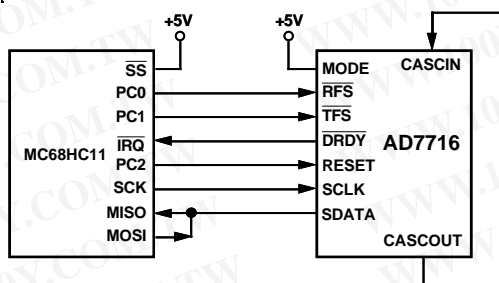 +5V +5V
SS MODE CASCIN
PC0 RFS
PC1 TFS
IRQ DRDY
MC68HC11 AD7716
PC2 RESET
SCK SCLK
MISO SDATA
MOSI
CASCOUT